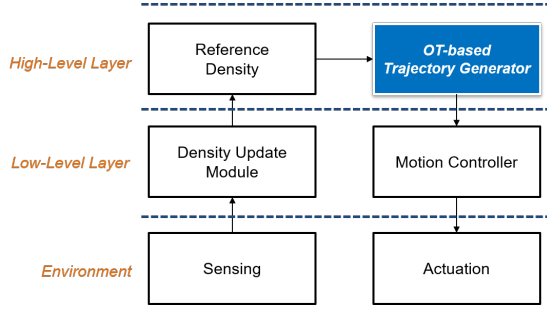 High-Level Layer
Reference
Density
OT-based
Trajectory Generator
Low-Level Layer
Density Update
Module
Motion Controller
Environment
Sensing
Actuation